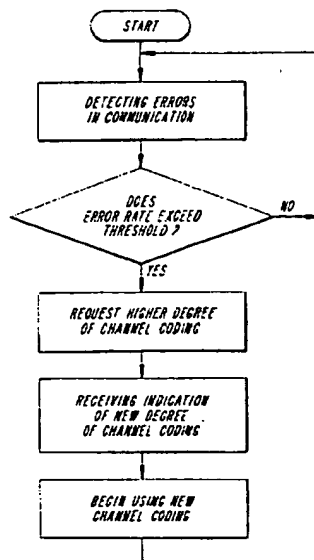 START
DETECTING ERRORS
IN COMMUNICATION
DOES
ERROR RATE EXCEED
THRESHOLD ?
NO
YES
REQUEST HIGHER DEGREE
OF CHANNEL CODING
RECEIVING INDICATION
OF NEW DEGREE
OF CHANNEL CODING
BEGIN USING NEW
CHANNEL CODING